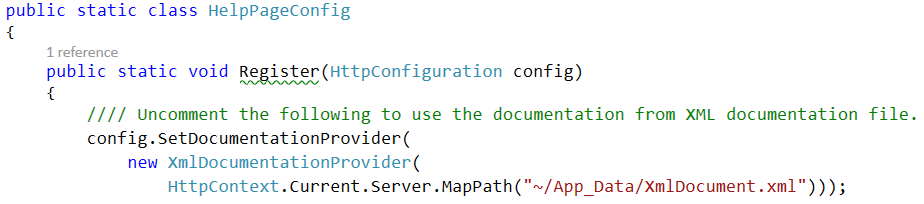 public static class HelpPageConfig
{
1 reference
public static void Register(HttpConfiguration config)
{
//// Uncomment the following to use the documentation from XML documentation file.
config.SetDocumentationProvider(
new XmlDocumentationProvider(
HttpContext.Current.Server.MapPath("~/App_Data/XmlDocument.xml")));